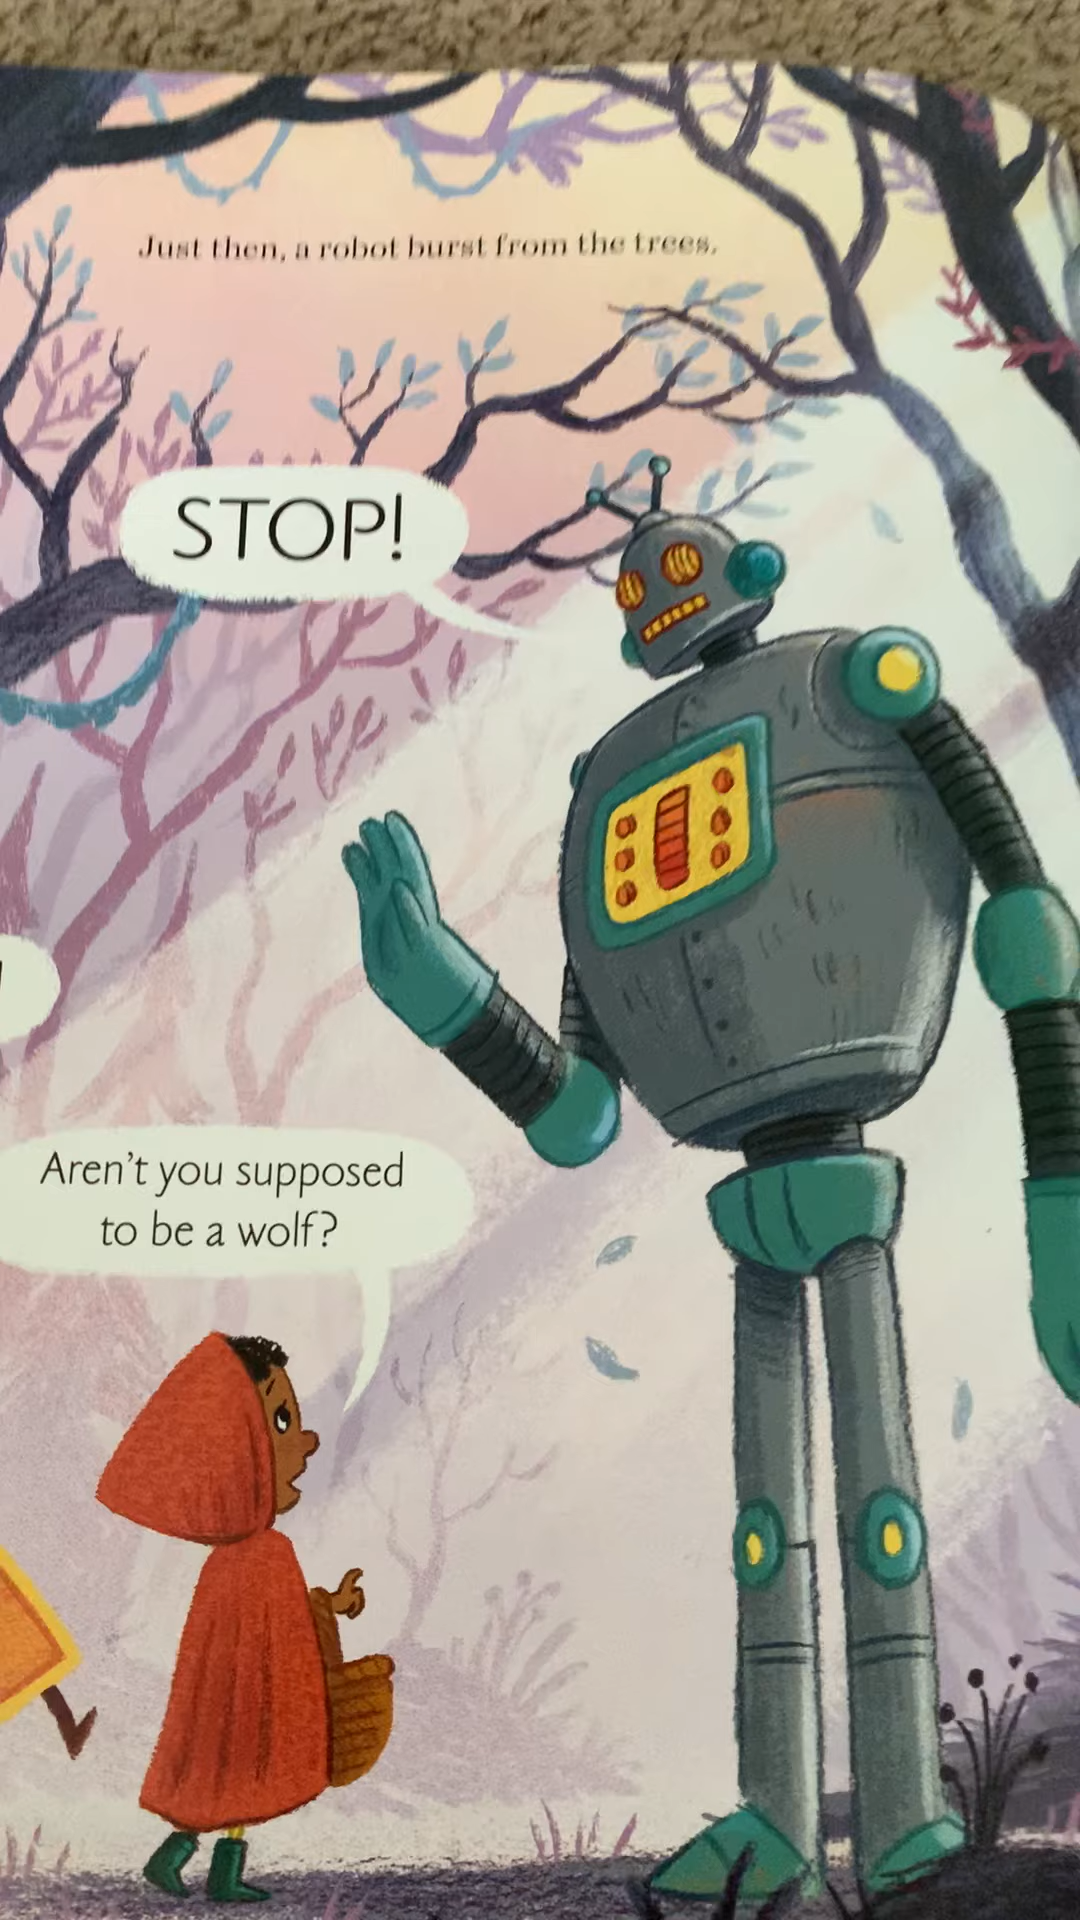 Just then, a robot burst from the trees.
STOP!
Aren't you supposed
to be a wolf?